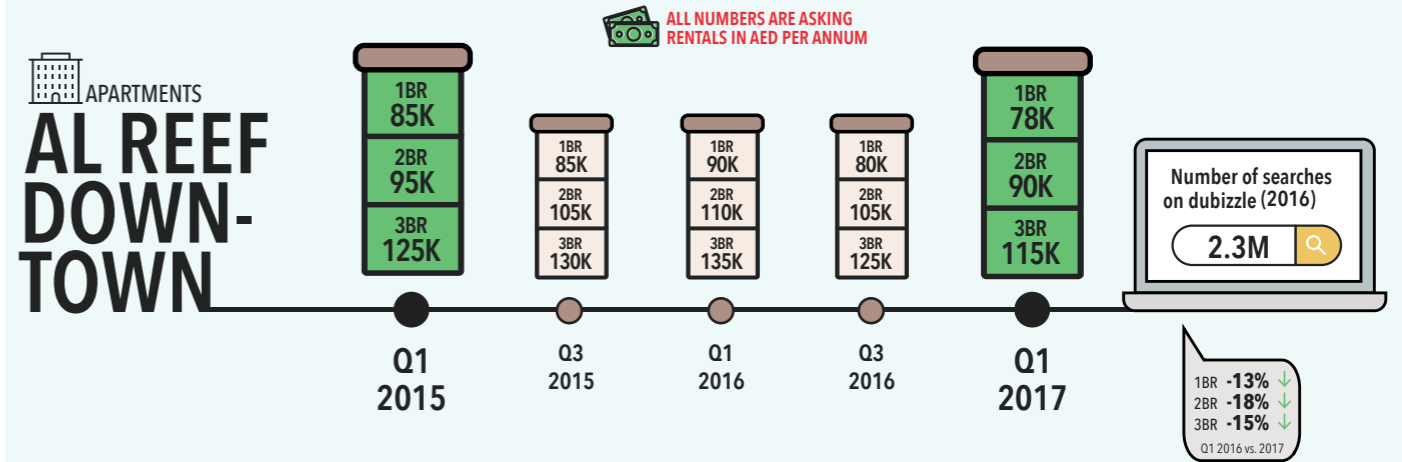 ALL NUMBERS ARE ASKING
RENTALS IN AED PER ANNUM
APARTMENTS
AL REEF
DOWN-
TOWN
1BR
85K
2BR
95K
3BR
125K
Q1
2015
1BR
85K
2BR
105K
3BR
130K
Q3
2015
1BR
90K
2BR
110K
3BR
135K
Q1
2016
1BR
80K
2BR
105K
3BR
125K
Q3
2016
1BR
78K
2BR
90K
3BR
115K
Q1
2017
Number of searches
on dubizzle (2016)
2.3M
1BR -13% ↓
2BR -18% ↓
3BR -15% ↓
Q1 2016 vs. 2017